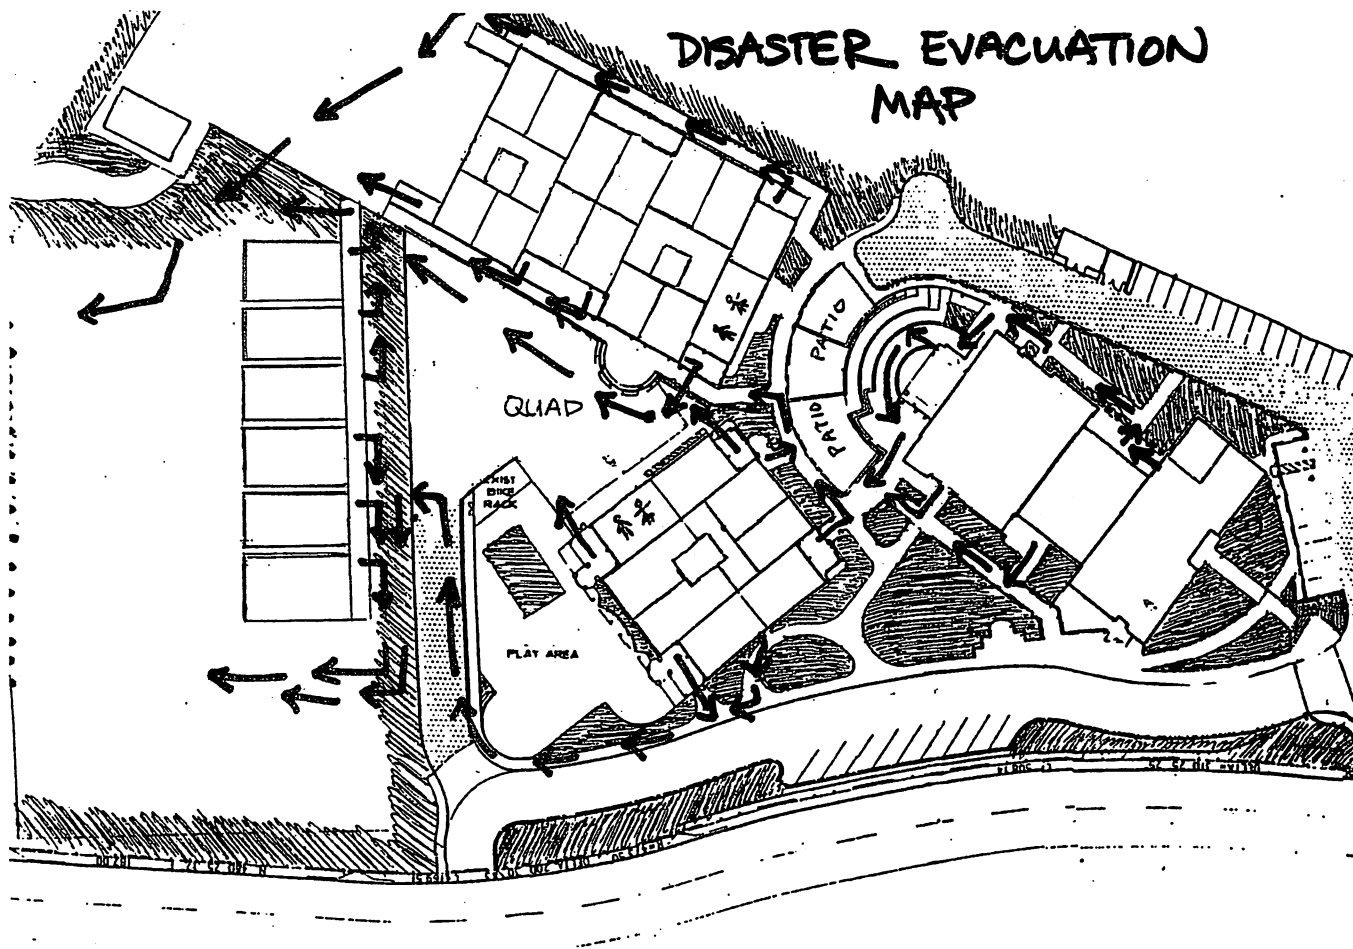 DISASTER EVACUATION
MAP
PATIO
PATIO
QUAD
EXIST
BIKE
RACK
PLAY AREA